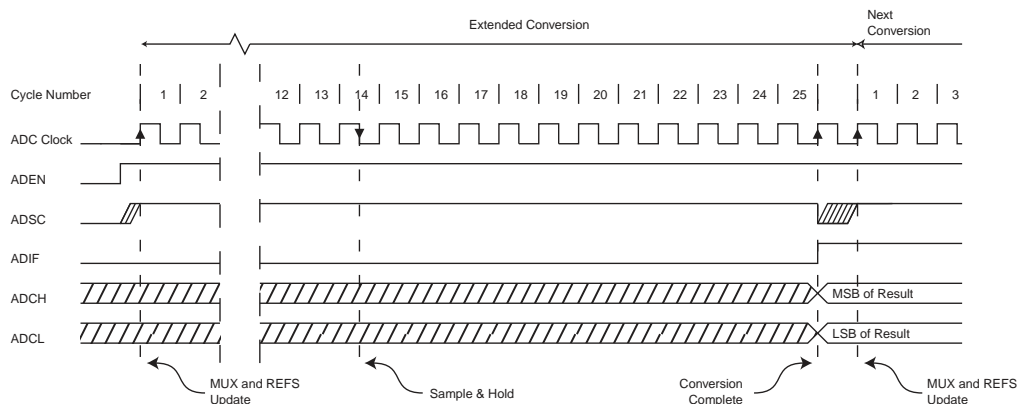 Extended Conversion
Next
Conversion
Cycle Number 1 2 12 13 14 15 16 17 18 19 20 21 22 23 24 25 1 2 3
ADC Clock
ADEN
ADSC
ADIF
ADCH MSB of Result
ADCL LSB of Result
MUX and REFS
Update
Sample & Hold
Conversion
Complete
MUX and REFS
Update